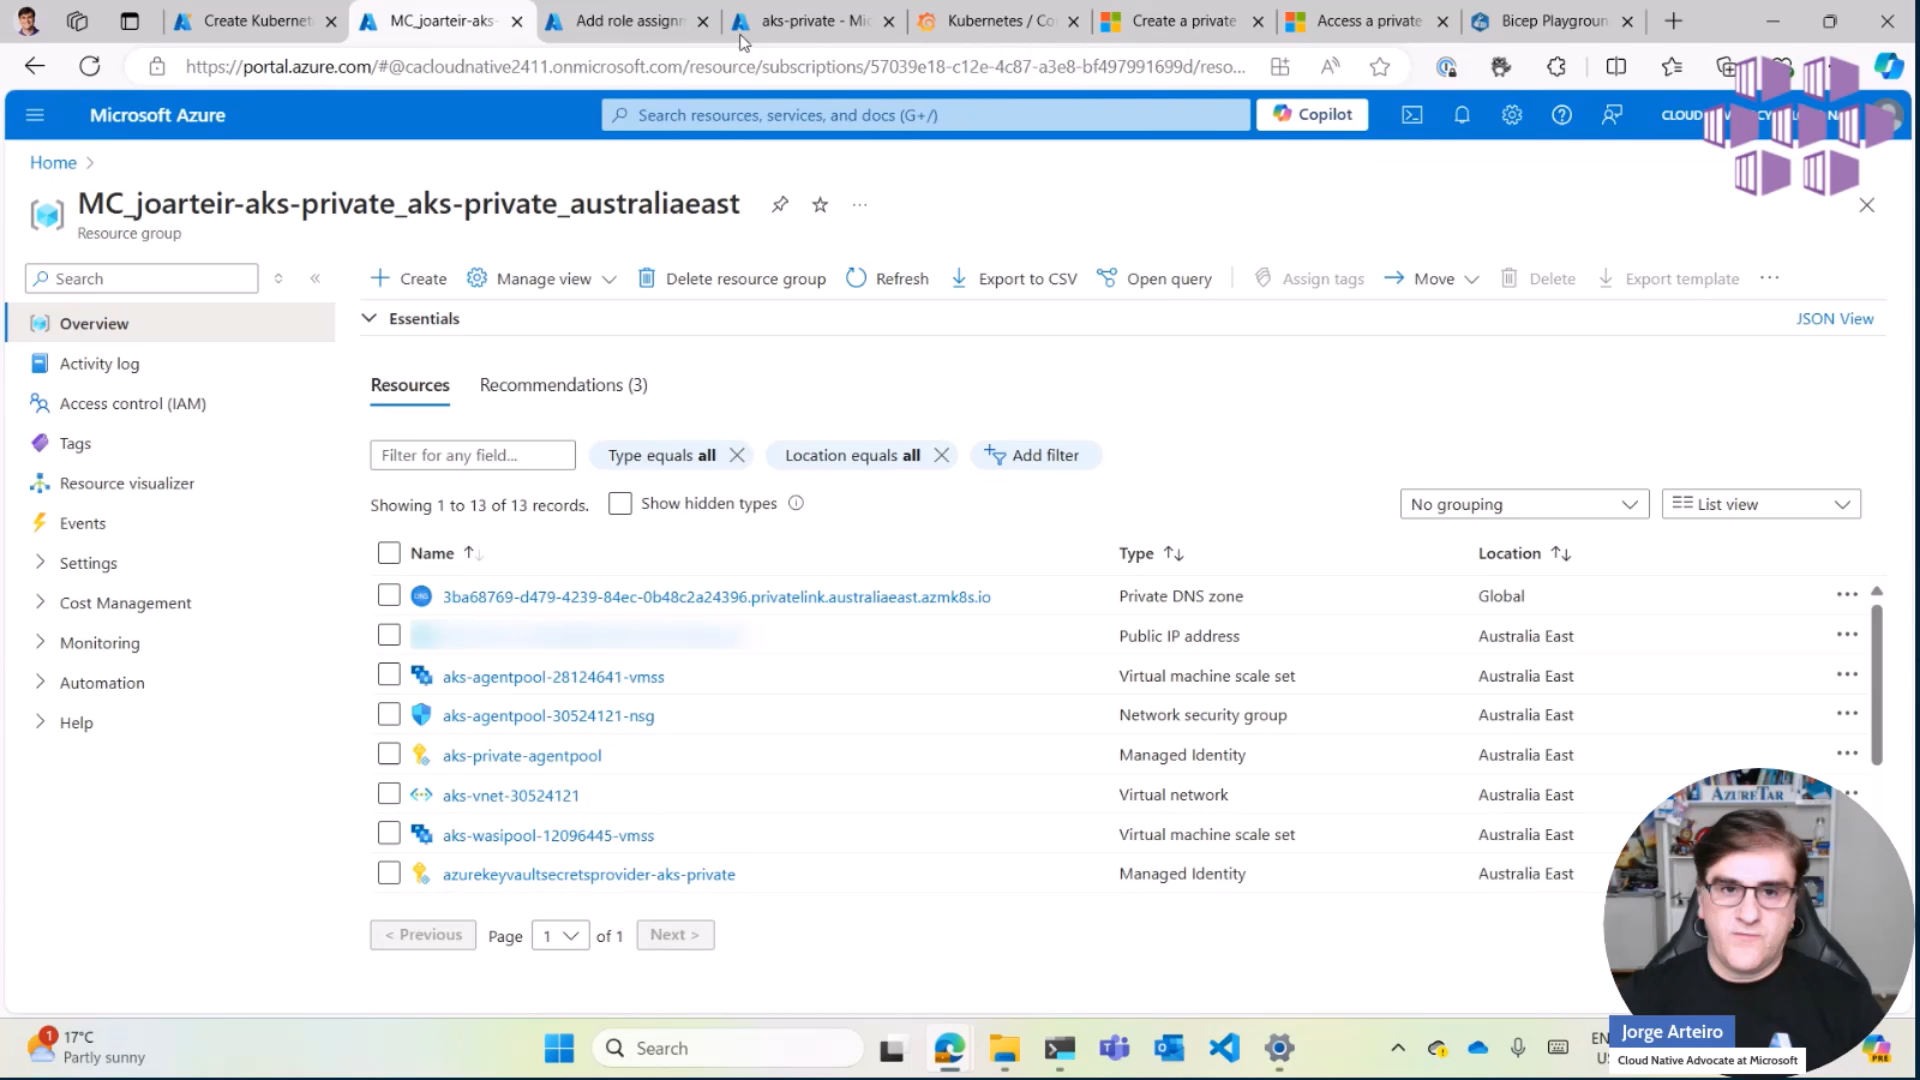 Create Kubernet
MC_joarteir-aks-
Add role assignm
aks-private - Mic
Kubernetes / Co
Create a private
Access a private
Bicep Playgroun
https://portal.azure.com/#@cacloudnative2411.onmicrosoft.com/resource/subscriptions/57039e18-c12e-4c87-a3e8-bf497991699d/reso...
Microsoft Azure
Search resources, services, and docs (G+/)
Copilot
CLOUD
Home
MC_joarteir-aks-private_aks-private_australiaeast
Resource group
Search
Create
Manage view
Delete resource group
Refresh
Export to CSV
Open query
Assign tags
Move
Delete
Export template
Overview
Activity log
Access control (IAM)
Tags
Resource visualizer
Events
Settings
Cost Management
Monitoring
Automation
Help
Essentials
JSON View
Resources
Recommendations (3)
Filter for any field...
Type equals all
Location equals all
Add filter
Showing 1 to 13 of 13 records.
Show hidden types
No grouping
List view
Name
Type
Location
3ba68769-d479-4239-84ec-0b48c2a24396.privatelink.australiaeast.azmk8s.io
Private DNS zone
Global
Public IP address
Australia East
aks-agentpool-28124641-vmss
Virtual machine scale set
Australia East
aks-agentpool-30524121-nsg
Network security group
Australia East
aks-private-agentpool
Managed Identity
Australia East
aks-vnet-30524121
Virtual network
Australia East
aks-wasipool-12096445-vmss
Virtual machine scale set
Australia East
azurekeyvaultsecretsprovider-aks-private
Managed Identity
Australia East
< Previous
Page
1
of 1
Next >
AZURETAR
Jorge Arteiro
Cloud Native Advocate at Microsoft
1
17°C
Partly sunny
Search
PRE